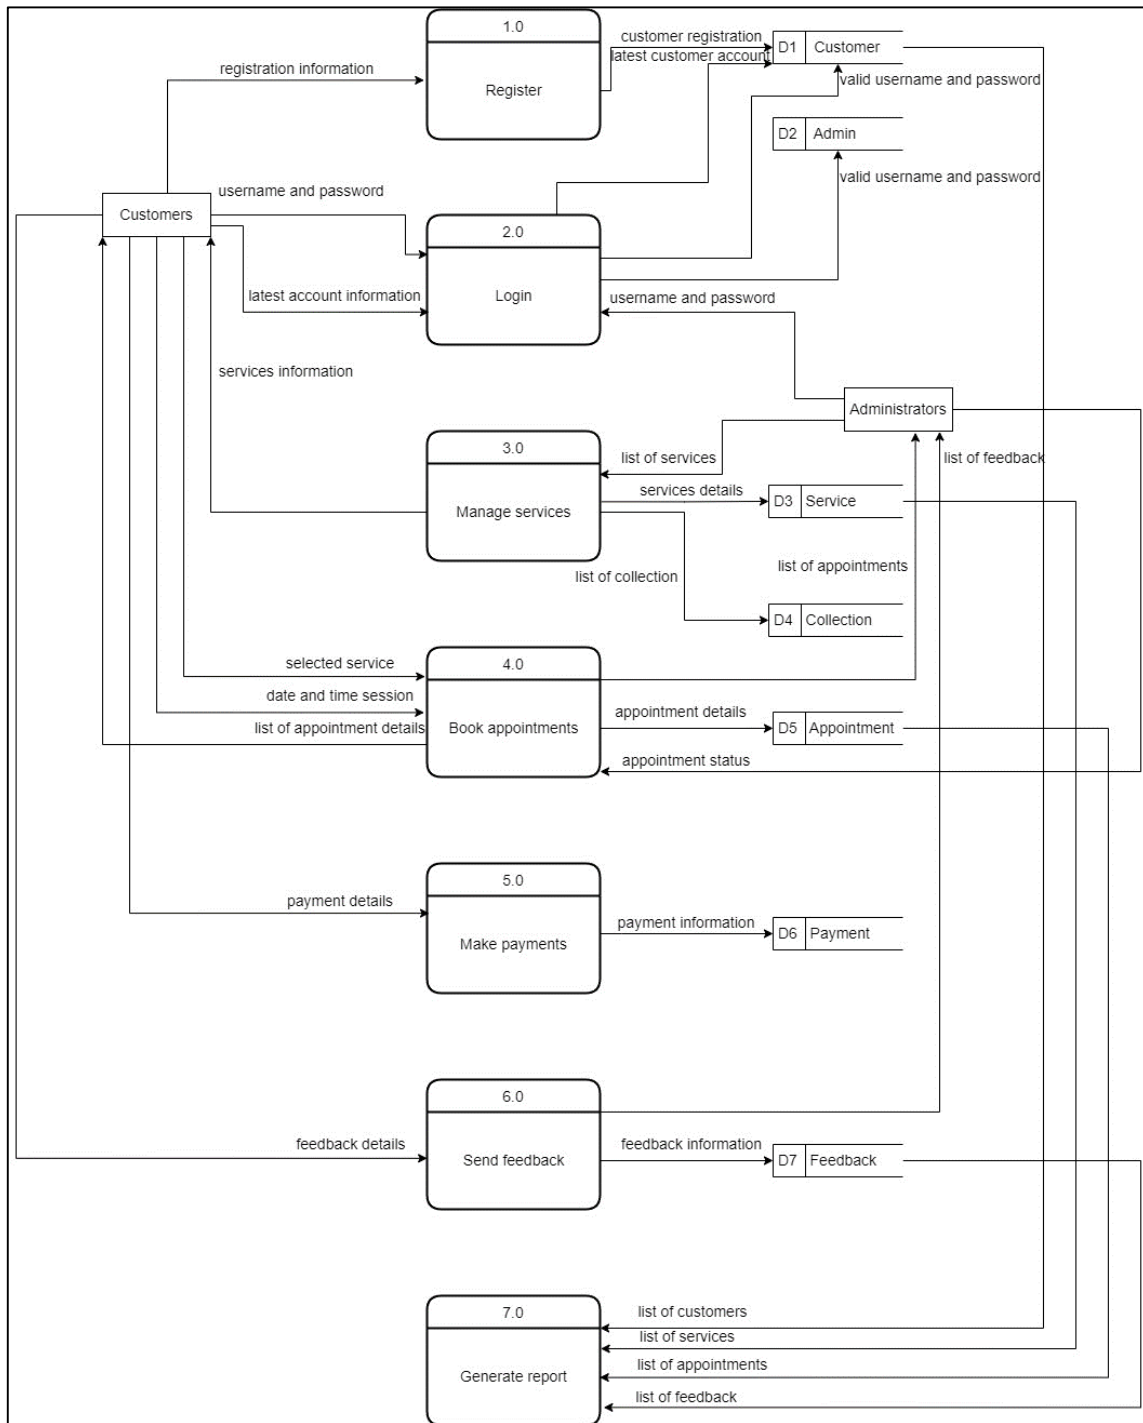 1.0
customer registration
D1 Customer
latest customer account
registration information
Register
valid username and password
D2 Admin
valid username and password
username and password
Customers
2.0
Login
latest account information
username and password
services information
Administrators
3.0
list of services
list of feedback
services details
D3 Service
Manage services
list of appointments
list of collection
D4 Collection
4.0
selected service
date and time session
appointment details
list of appointment details
Book appointments
D5 Appointment
appointment status
5.0
payment details
payment information
D6 Payment
Make payments
6.0
feedback details
feedback information
Send feedback
D7 Feedback
7.0
list of customers
list of services
list of appointments
Generate report
list of feedback